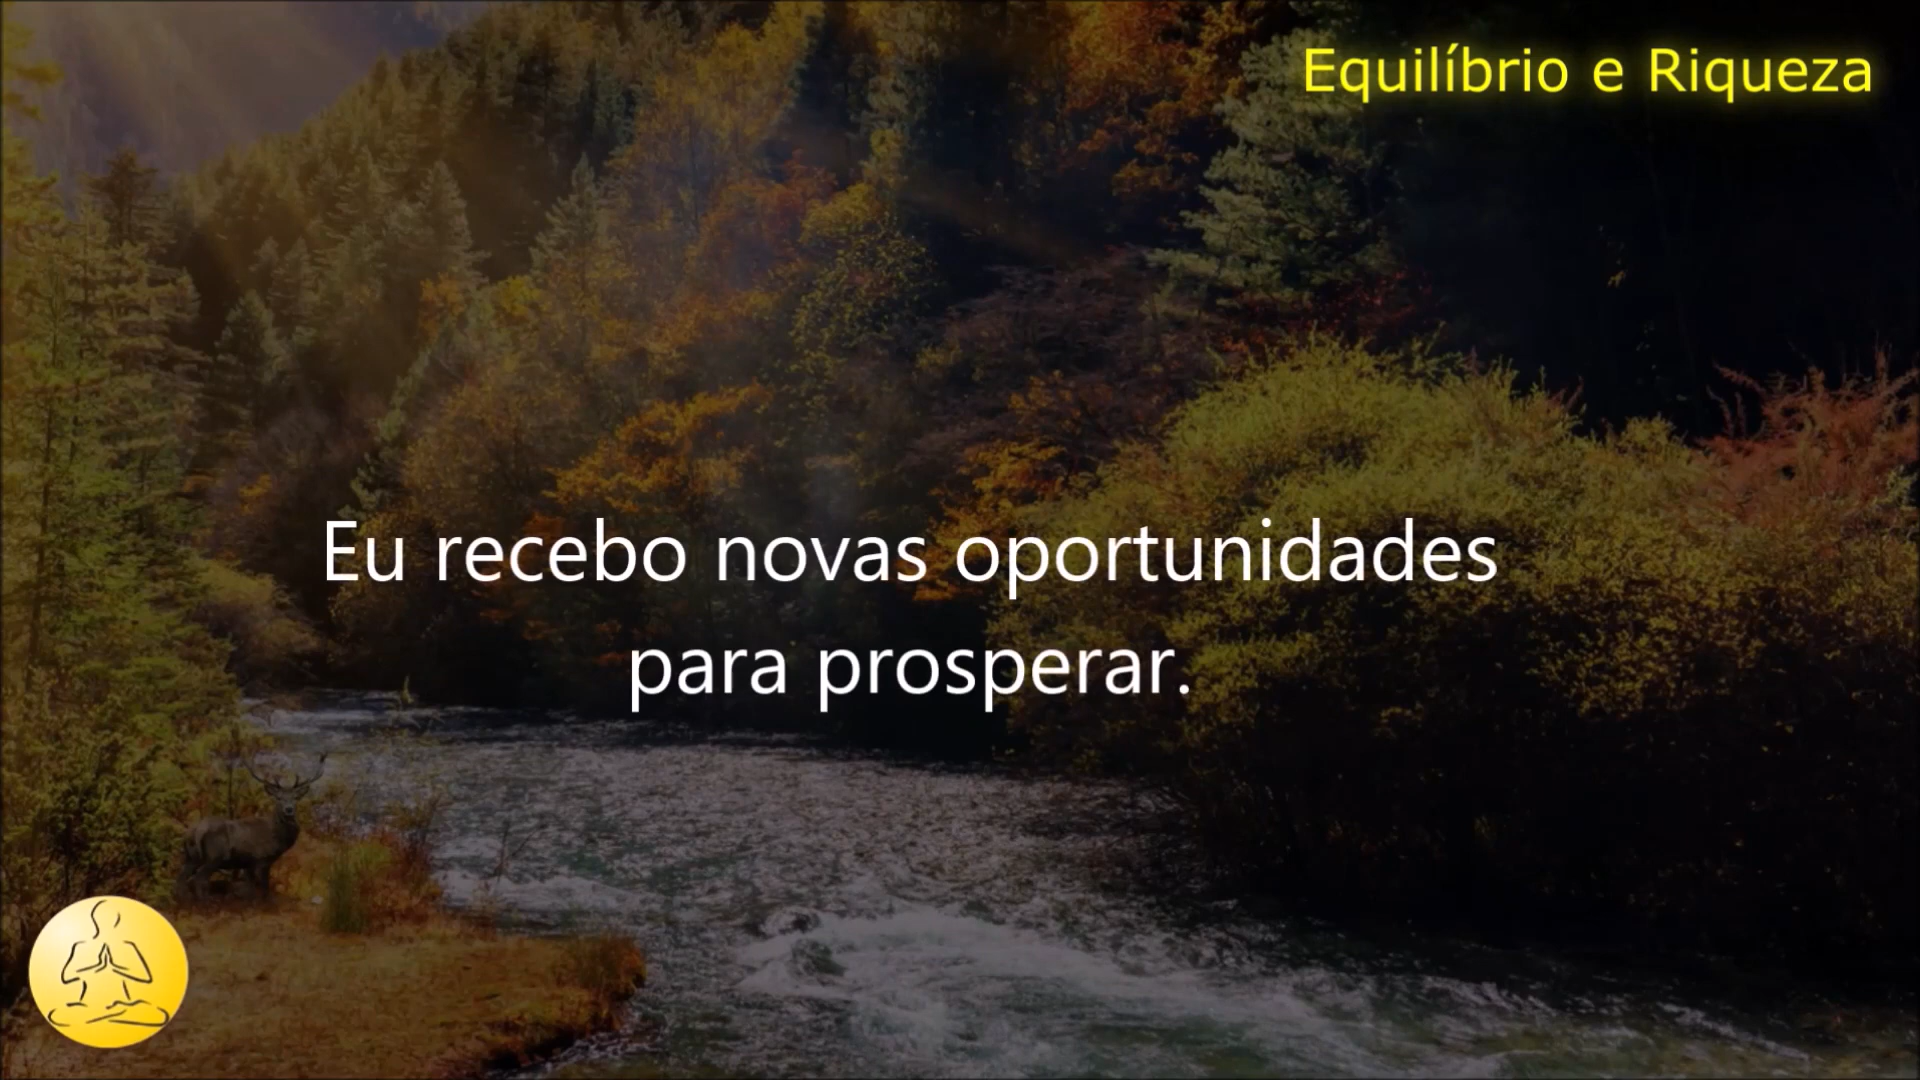 Equilíbrio e Riqueza
Eu recebo novas oportunidades
para prosperar.